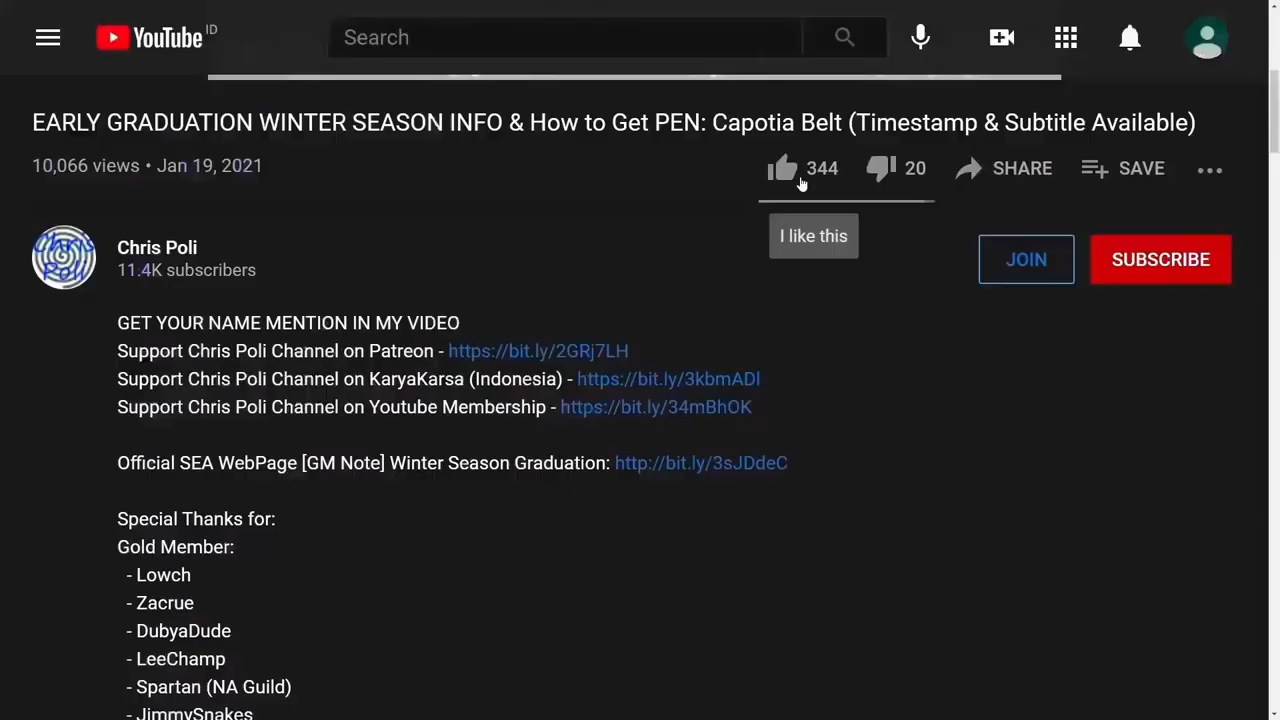 YouTube ID
Search
EARLY GRADUATION WINTER SEASON INFO & How to Get PEN: Capotia Belt (Timestamp & Subtitle Available)
10,066 views • Jan 19, 2021
344 20 SHARE SAVE
I like this
Chris Poli
11.4K subscribers
JOIN SUBSCRIBE
GET YOUR NAME MENTION IN MY VIDEO
Support Chris Poli Channel on Patreon - https://bit.ly/2GRj7LH
Support Chris Poli Channel on KaryaKarsa (Indonesia) - https://bit.ly/3kbmADl
Support Chris Poli Channel on Youtube Membership - https://bit.ly/34mBhOK
Official SEA WebPage [GM Note] Winter Season Graduation: http://bit.ly/3sJDdeC
Special Thanks for:
Gold Member:
- Lowch
- Zacrue
- DubyaDude
- LeeChamp
- Spartan (NA Guild)
- JimmySnakes